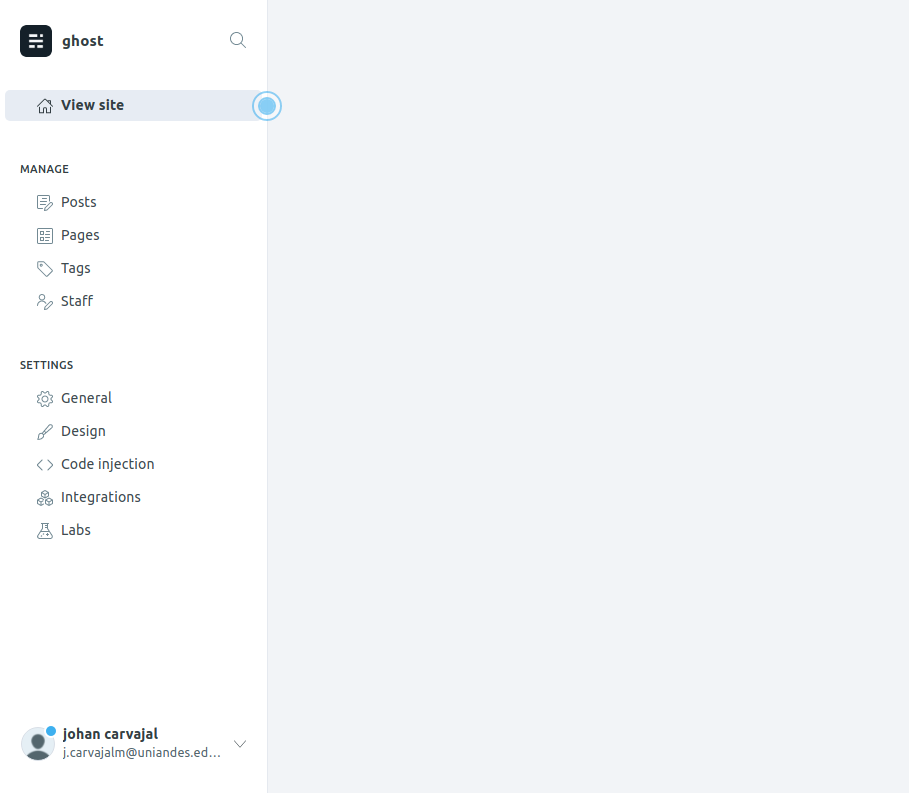 ghost
View site
MANAGE
Posts
Pages
Tags
Staff
SETTINGS
General
Design
Code injection
Integrations
Labs
johan carvajal
j.carvajalm@uniandes.ed...